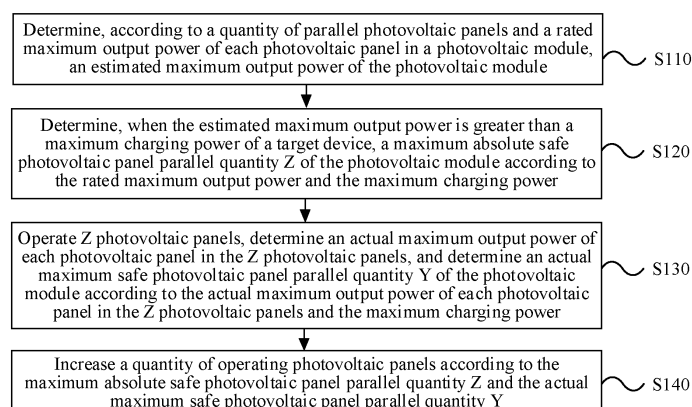 Determine, according to a quantity of parallel photovoltaic panels and a rated
maximum output power of each photovoltaic panel in a photovoltaic module,
an estimated maximum output power of the photovoltaic module
S110
Determine, when the estimated maximum output power is greater than a
maximum charging power of a target device, a maximum absolute safe
photovoltaic panel parallel quantity Z of the photovoltaic module according to
the rated maximum output power and the maximum charging power
S120
Operate Z photovoltaic panels, determine an actual maximum output power of
each photovoltaic panel in the Z photovoltaic panels, and determine an actual
maximum safe photovoltaic panel parallel quantity Y of the photovoltaic
module according to the actual maximum output power of each photovoltaic
panel in the Z photovoltaic panels and the maximum charging power
S130
Increase a quantity of operating photovoltaic panels according to the
maximum absolute safe photovoltaic panel parallel quantity Z and the actual
maximum safe photovoltaic panel parallel quantity Y
S140